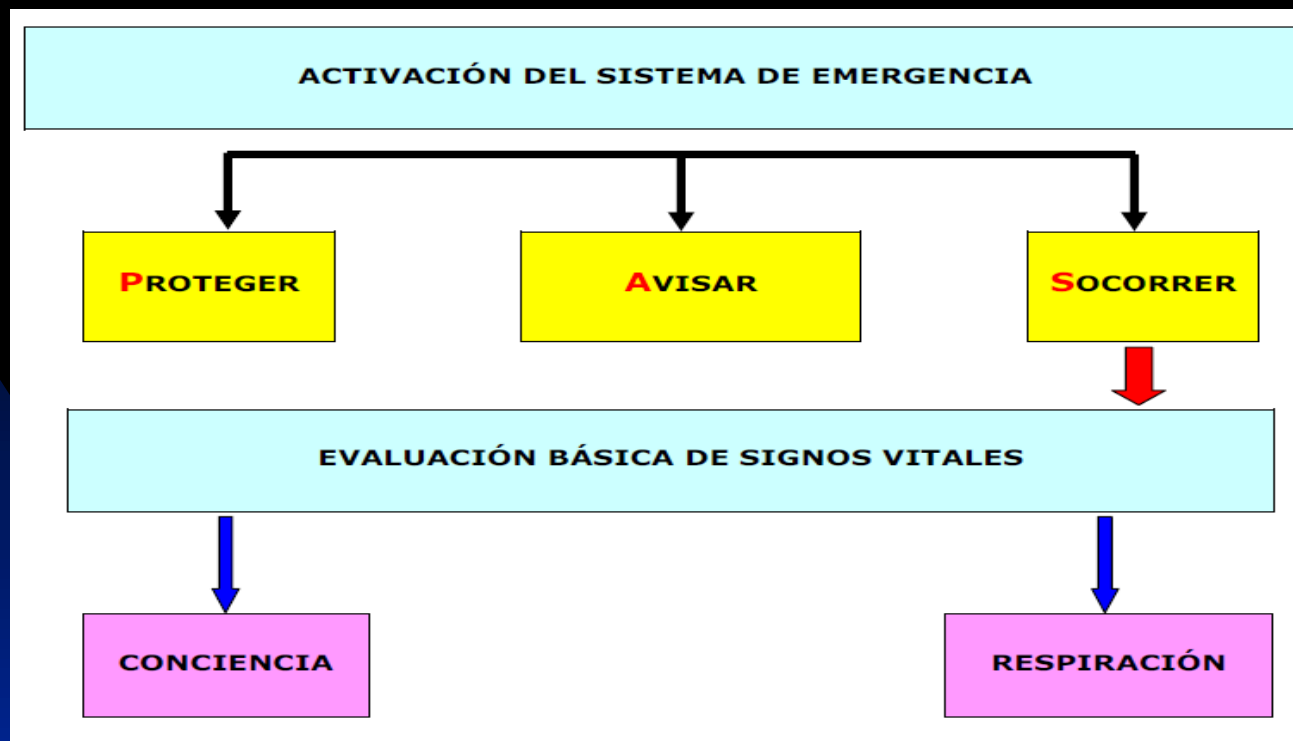 ACTIVACIÓN DEL SISTEMA DE EMERGENCIA
PROTEGER
AVISAR
SOCORRER
EVALUACIÓN BÁSICA DE SIGNOS VITALES
CONCIENCIA
RESPIRACIÓN